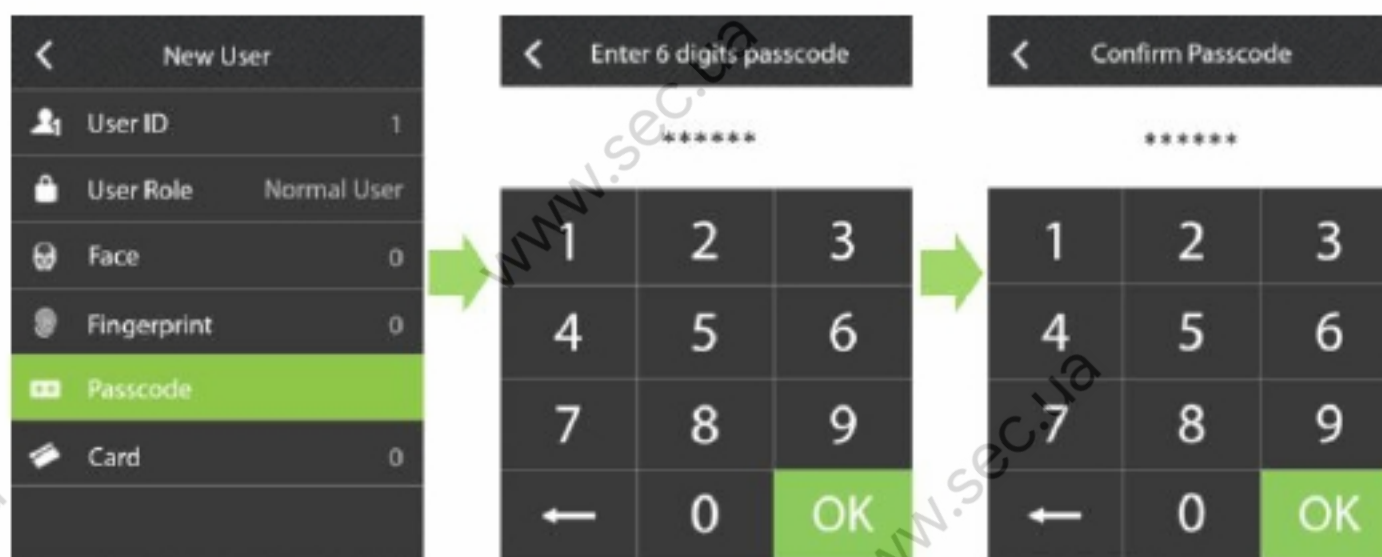 New User
User ID 1
User Role Normal User
Face 0
Fingerprint 0
Passcode
Card 0
Enter 6 digits passcode
******
1 2 3
4 5 6
7 8 9
← 0 OK
Confirm Passcode
******
1 2 3
4 5 6
7 8 9
← 0 OK
www.sec.ua
www.sec.ua